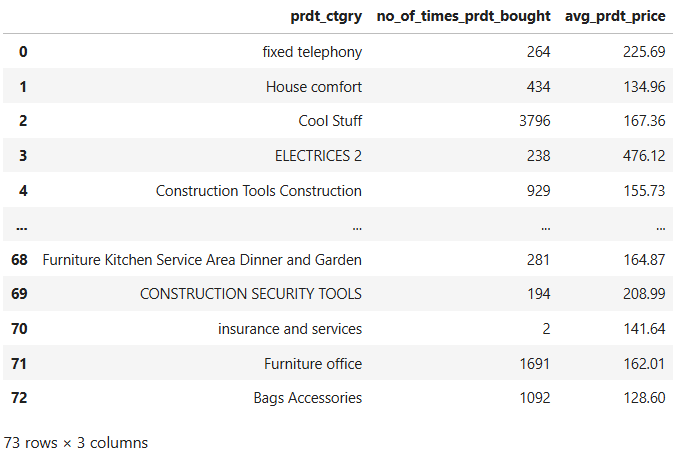 prdt_ctgry no_of_times_prdt_bought avg_prdt_price
0 fixed telephony 264 225.69
1 House comfort 434 134.96
2 Cool Stuff 3796 167.36
3 ELECTRICES 2 238 476.12
4 Construction Tools Construction 929 155.73
... ... ... ...
68 Furniture Kitchen Service Area Dinner and Garden 281 164.87
69 CONSTRUCTION SECURITY TOOLS 194 208.99
70 insurance and services 2 141.64
71 Furniture office 1691 162.01
72 Bags Accessories 1092 128.60
73 rows × 3 columns